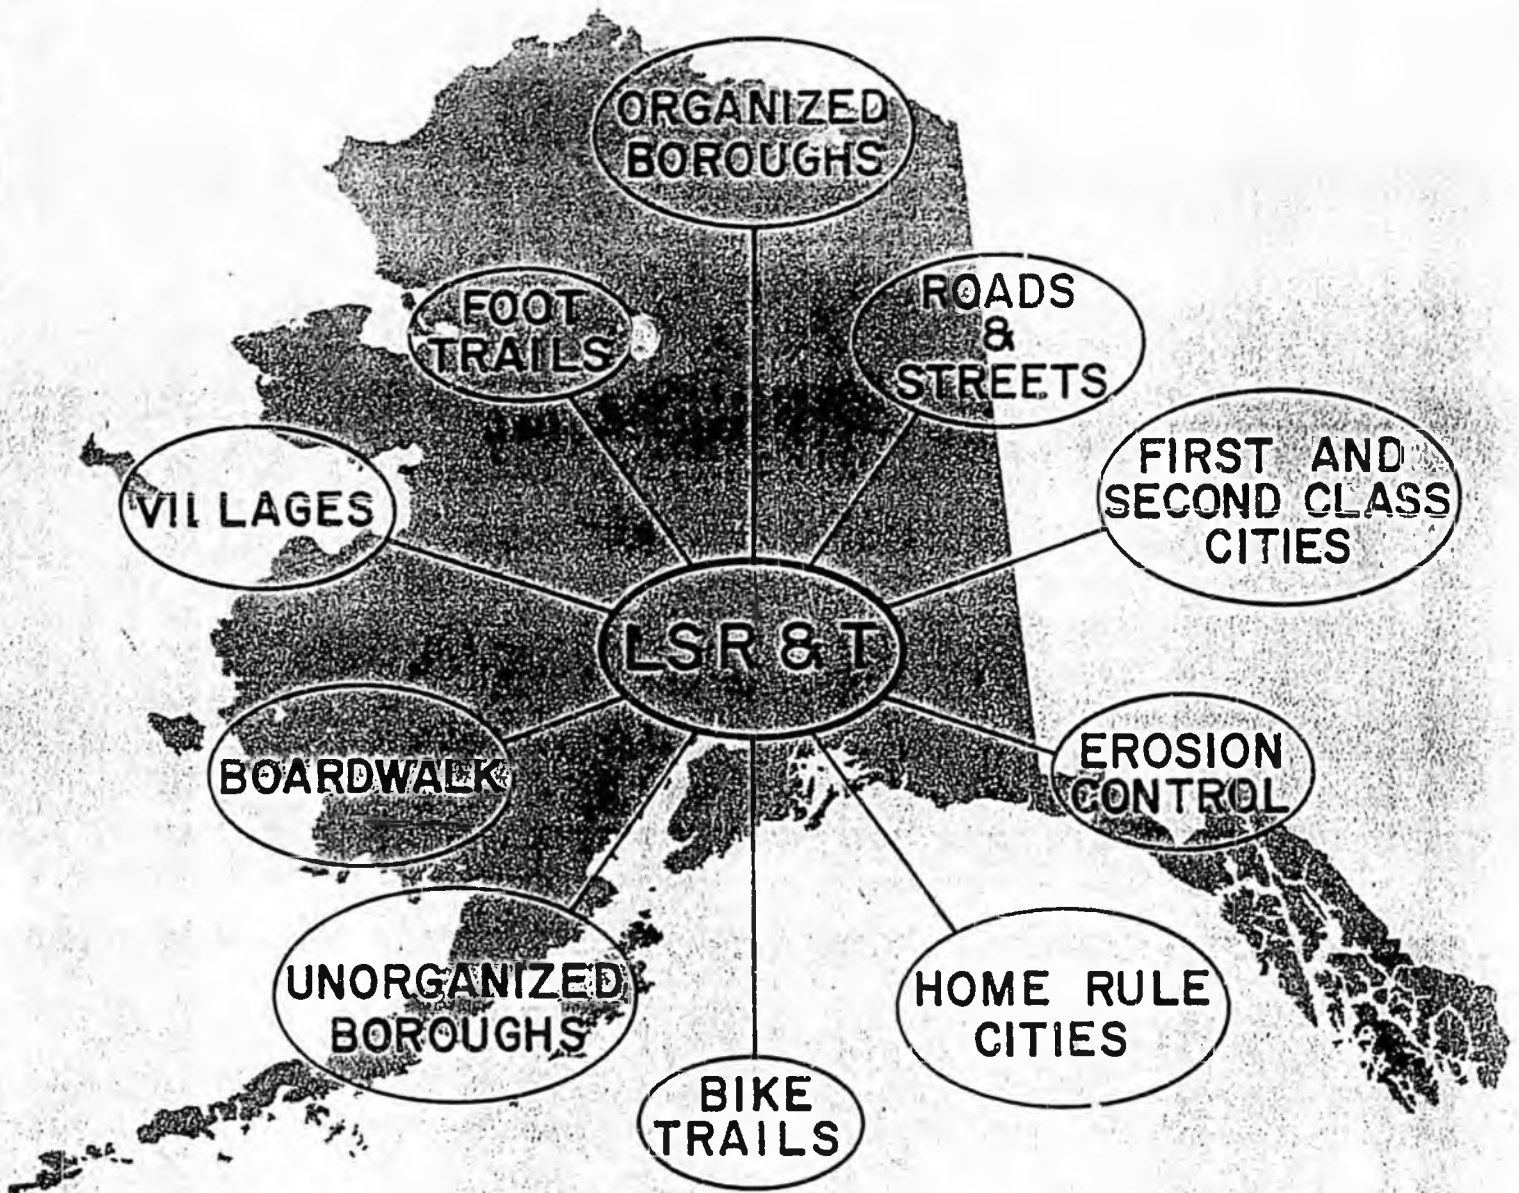 ORGANIZED
BOROUGHS
FOOT
TRAILS
ROADS
&
STREETS
FIRST AND
SECOND CLASS
CITIES
VILLAGES
LSR & T
BOARDWALK
EROSION
CONTROL
UNORGANIZED
BOROUGHS
HOME RULE
CITIES
BIKE
TRAILS